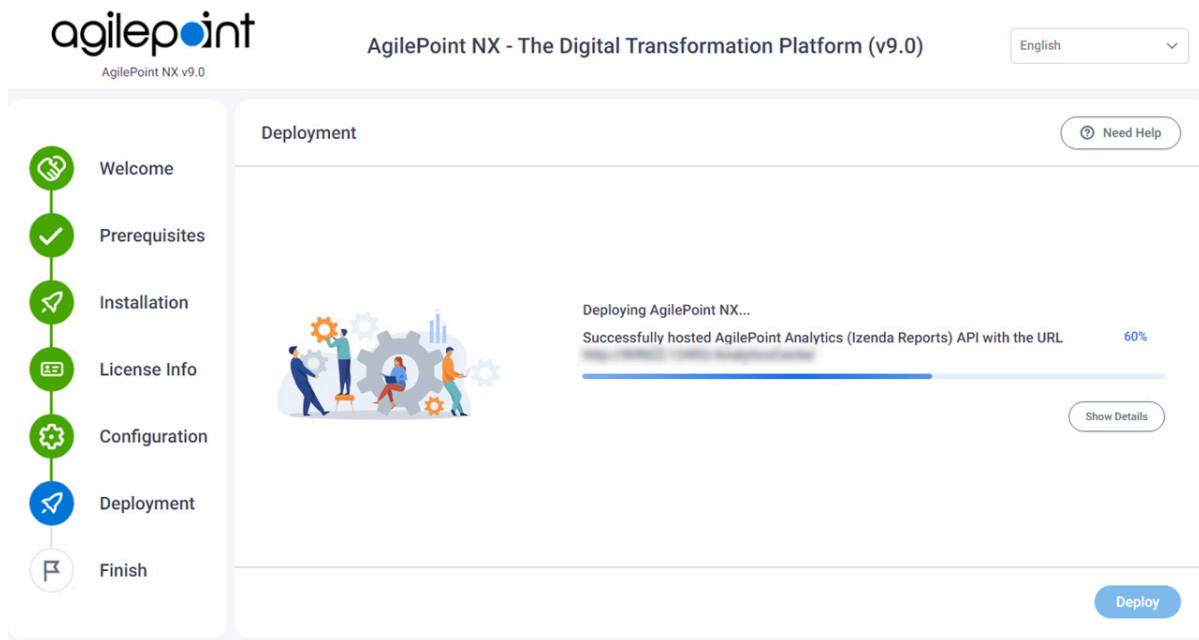 agilepoint
AgilePoint NX v9.0
AgilePoint NX - The Digital Transformation Platform (v9.0)
English
Welcome
Prerequisites
Installation
License Info
Configuration
Deployment
Finish
Deployment
Need Help
Deploying AgilePoint NX...
Successfully hosted AgilePoint Analytics (Izenda Reports) API with the URL
60%
Show Details
Deploy